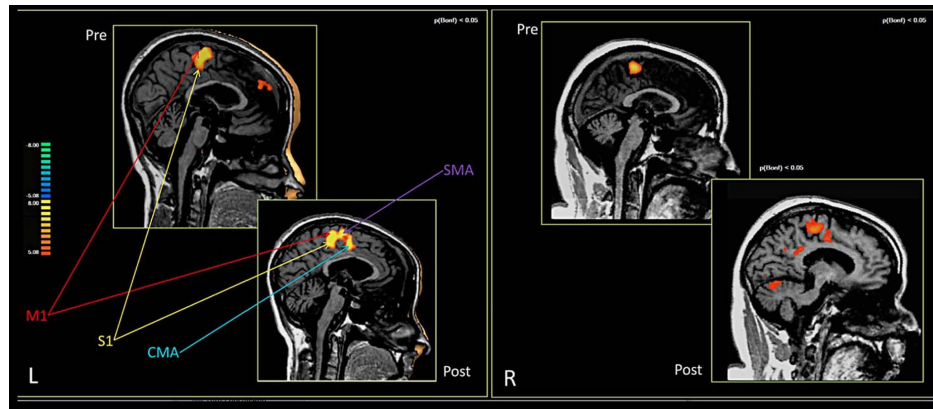 p(Bonf) < 0.05
Pre
-8.00
-5.08
8.00
5.08
SMA
M1
S1
CMA
L
Post
p(Bonf) < 0.05
Pre
p(Bonf) < 0.05
R
Post